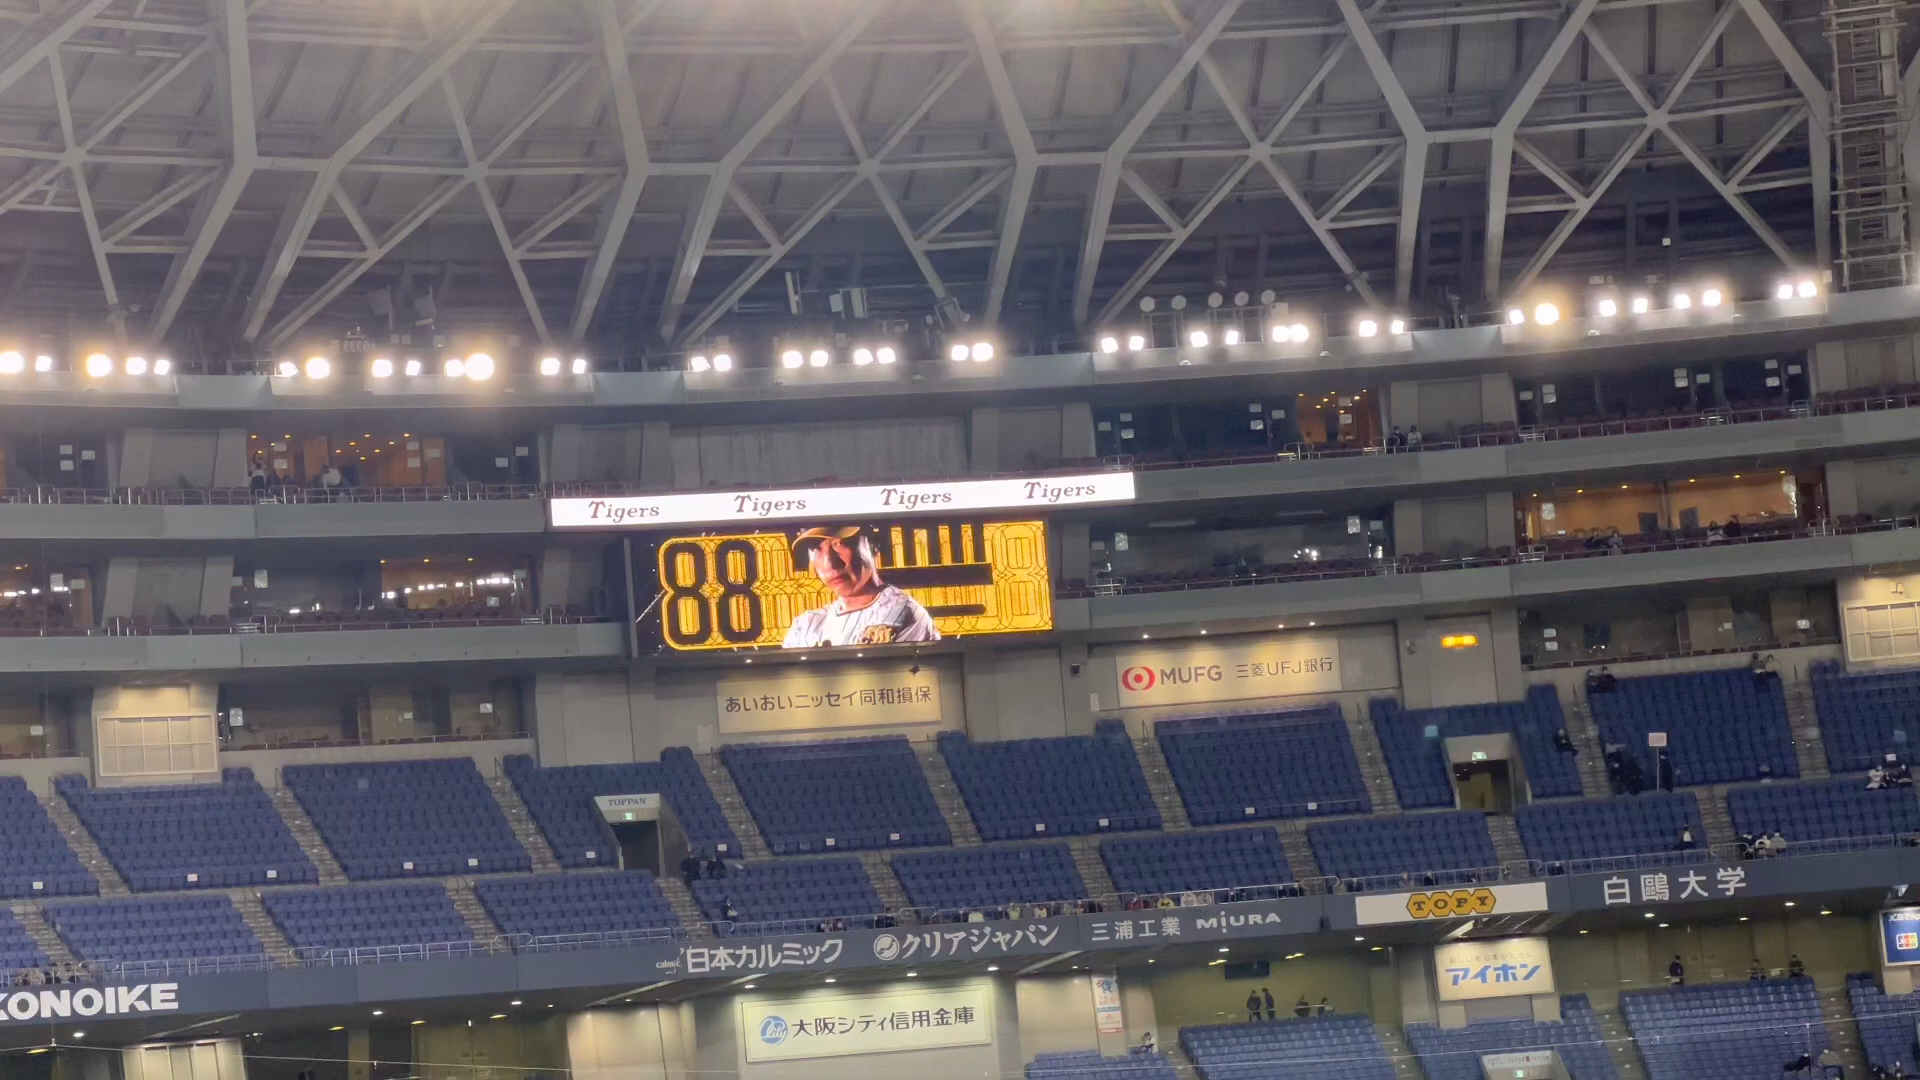 Tigers Tigers Tigers Tigers
88
あいおいニッセイ同和損保
MUFG 三菱UFJ銀行
TOPPAN
TOPY
白鷗大学
日本カルミック
クリアジャパン
三浦工業 MIURA
KONOIKE
アイホン
大阪シティ信用金庫
JCB